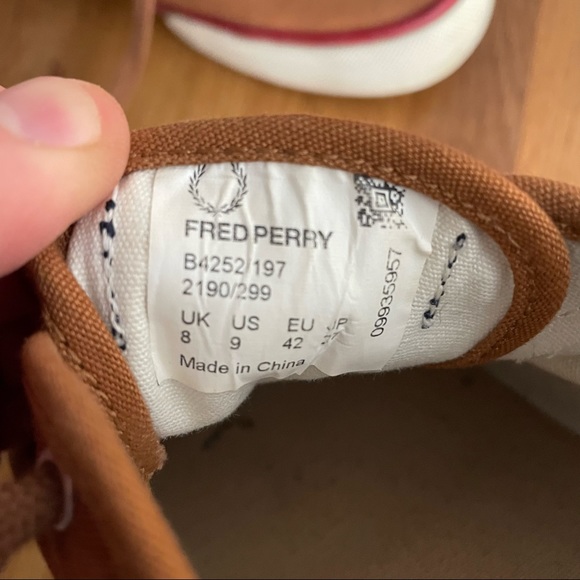 FRED PERRY
B4252/197
2190/299
UK US EU JP
8 9 42
Made in China
09935957